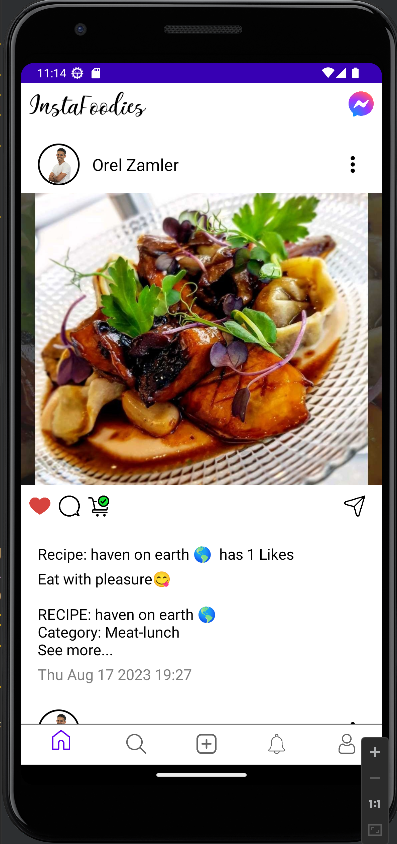 11:14
InstaFoodies
Orel Zamler
Recipe: haven on earth 🌎 has 1 Likes
Eat with pleasure😋
RECIPE: haven on earth 🌎
Category: Meat-lunch
See more...
Thu Aug 17 2023 19:27
1:1